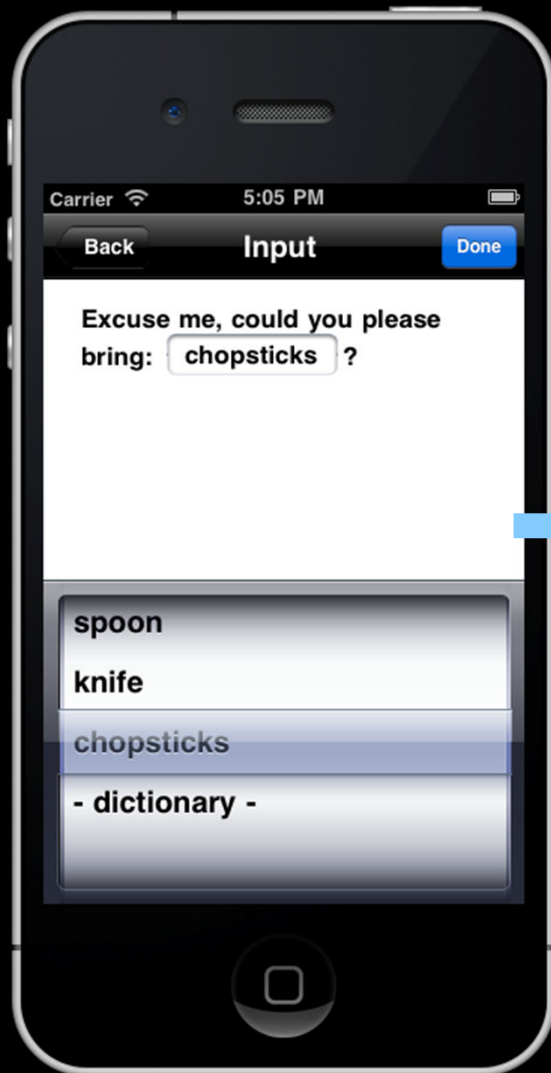 Carrier 5:05 PM
Back Input Done
Excuse me, could you please
bring: chopsticks ?
spoon
knife
chopsticks
- dictionary -